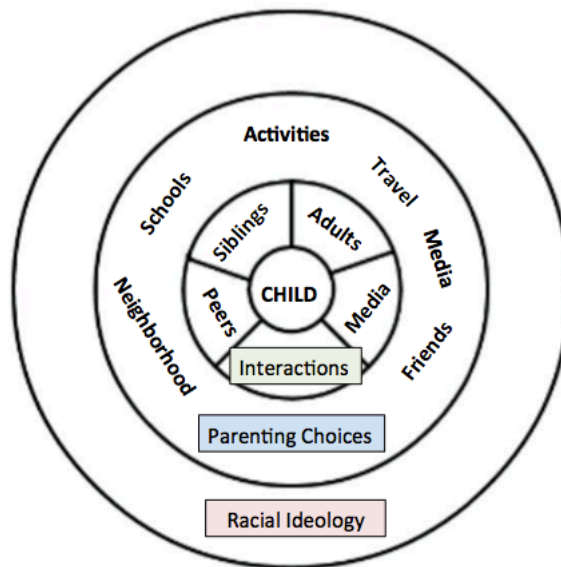 Activities
Travel
Schools
Siblings
Adults
Media
CHILD
Neighborhood
Peers
Media
Friends
Interactions
Parenting Choices
Racial Ideology